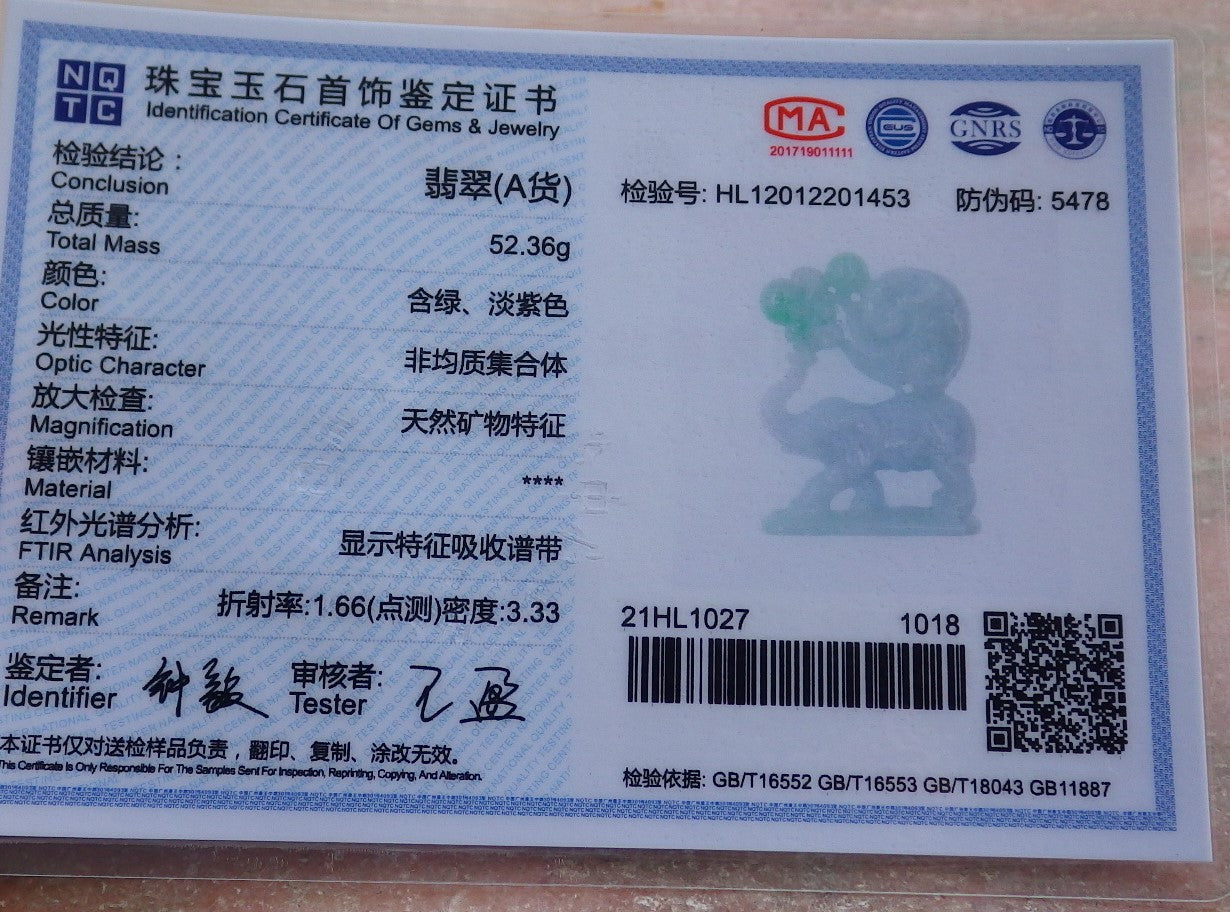 NQ
TC
珠宝玉石首饰鉴定证书
Identification Certificate Of Gems & Jewelry
检验结论：
Conclusion
翡翠(A货)
总质量:
Total Mass
52.36g
颜色:
Color
含绿、淡紫色
光性特征:
Optic Character
非均质集合体
放大检查:
Magnification
天然矿物特征
镶嵌材料:
Material
****
红外光谱分析:
FTIR Analysis
显示特征吸收谱带
备注:
Remark
折射率:1.66(点测)密度:3.33
鉴定者:
Identifier
审核者:
Tester
本证书仅对送检样品负责，翻印、复制、涂改无效。
This Certificate Is Only Responsible For The Samples Sent For Inspection, Reprinting, Copying, And Alteration.
MA
201719011111
GNRS
检验号: HL12012201453
防伪码: 5478
21HL1027
1018
检验依据: GB/T16552 GB/T16553 GB/T18043 GB11887